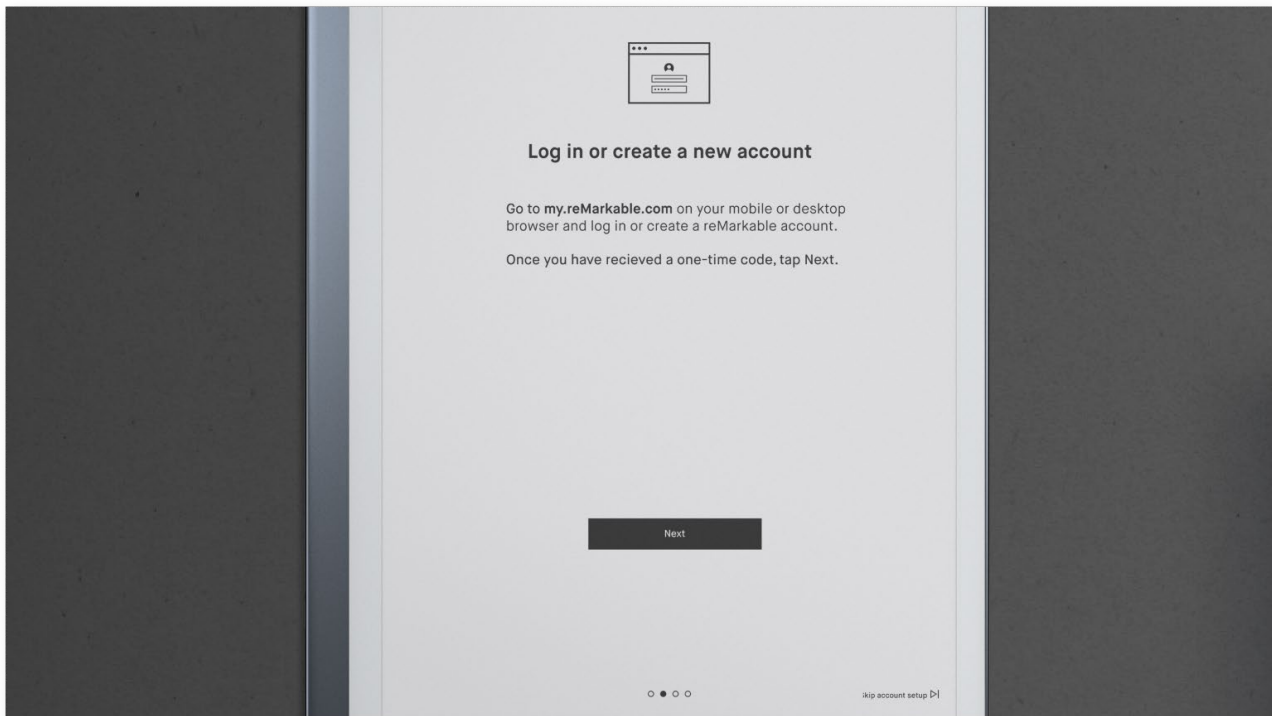 Log in or create a new account
Go to my.reMarkable.com on your mobile or desktop
browser and log in or create a reMarkable account.
Once you have recieved a one-time code, tap Next.
Next
account setup